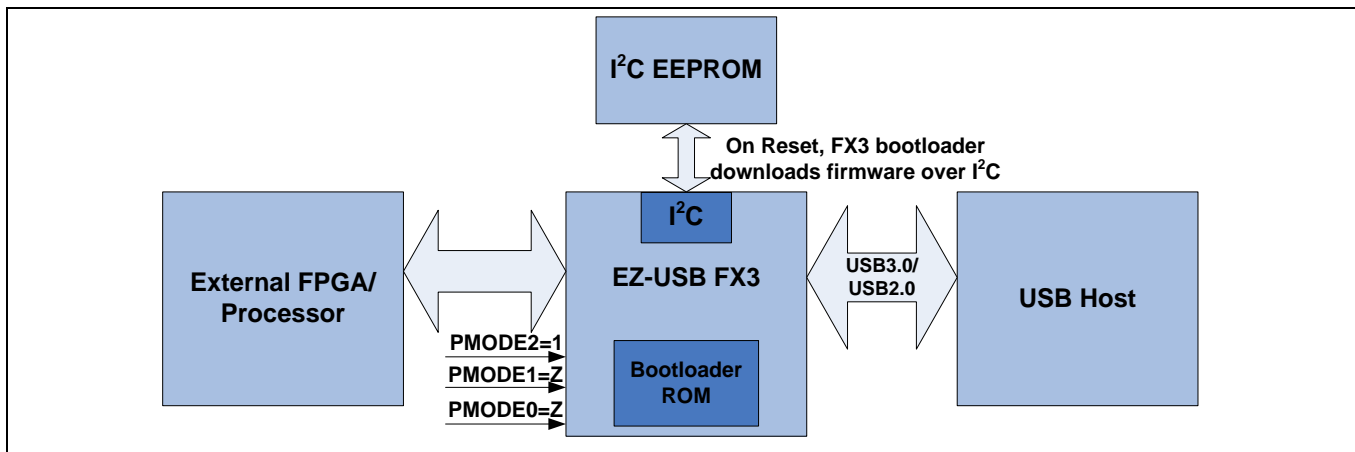 I²C EEPROM
On Reset, FX3 bootloader
downloads firmware over I²C
External FPGA/
Processor
I²C
EZ-USB FX3
USB3.0/
USB2.0
USB Host
PMODE2=1
PMODE1=Z
PMODE0=Z
Bootloader
ROM